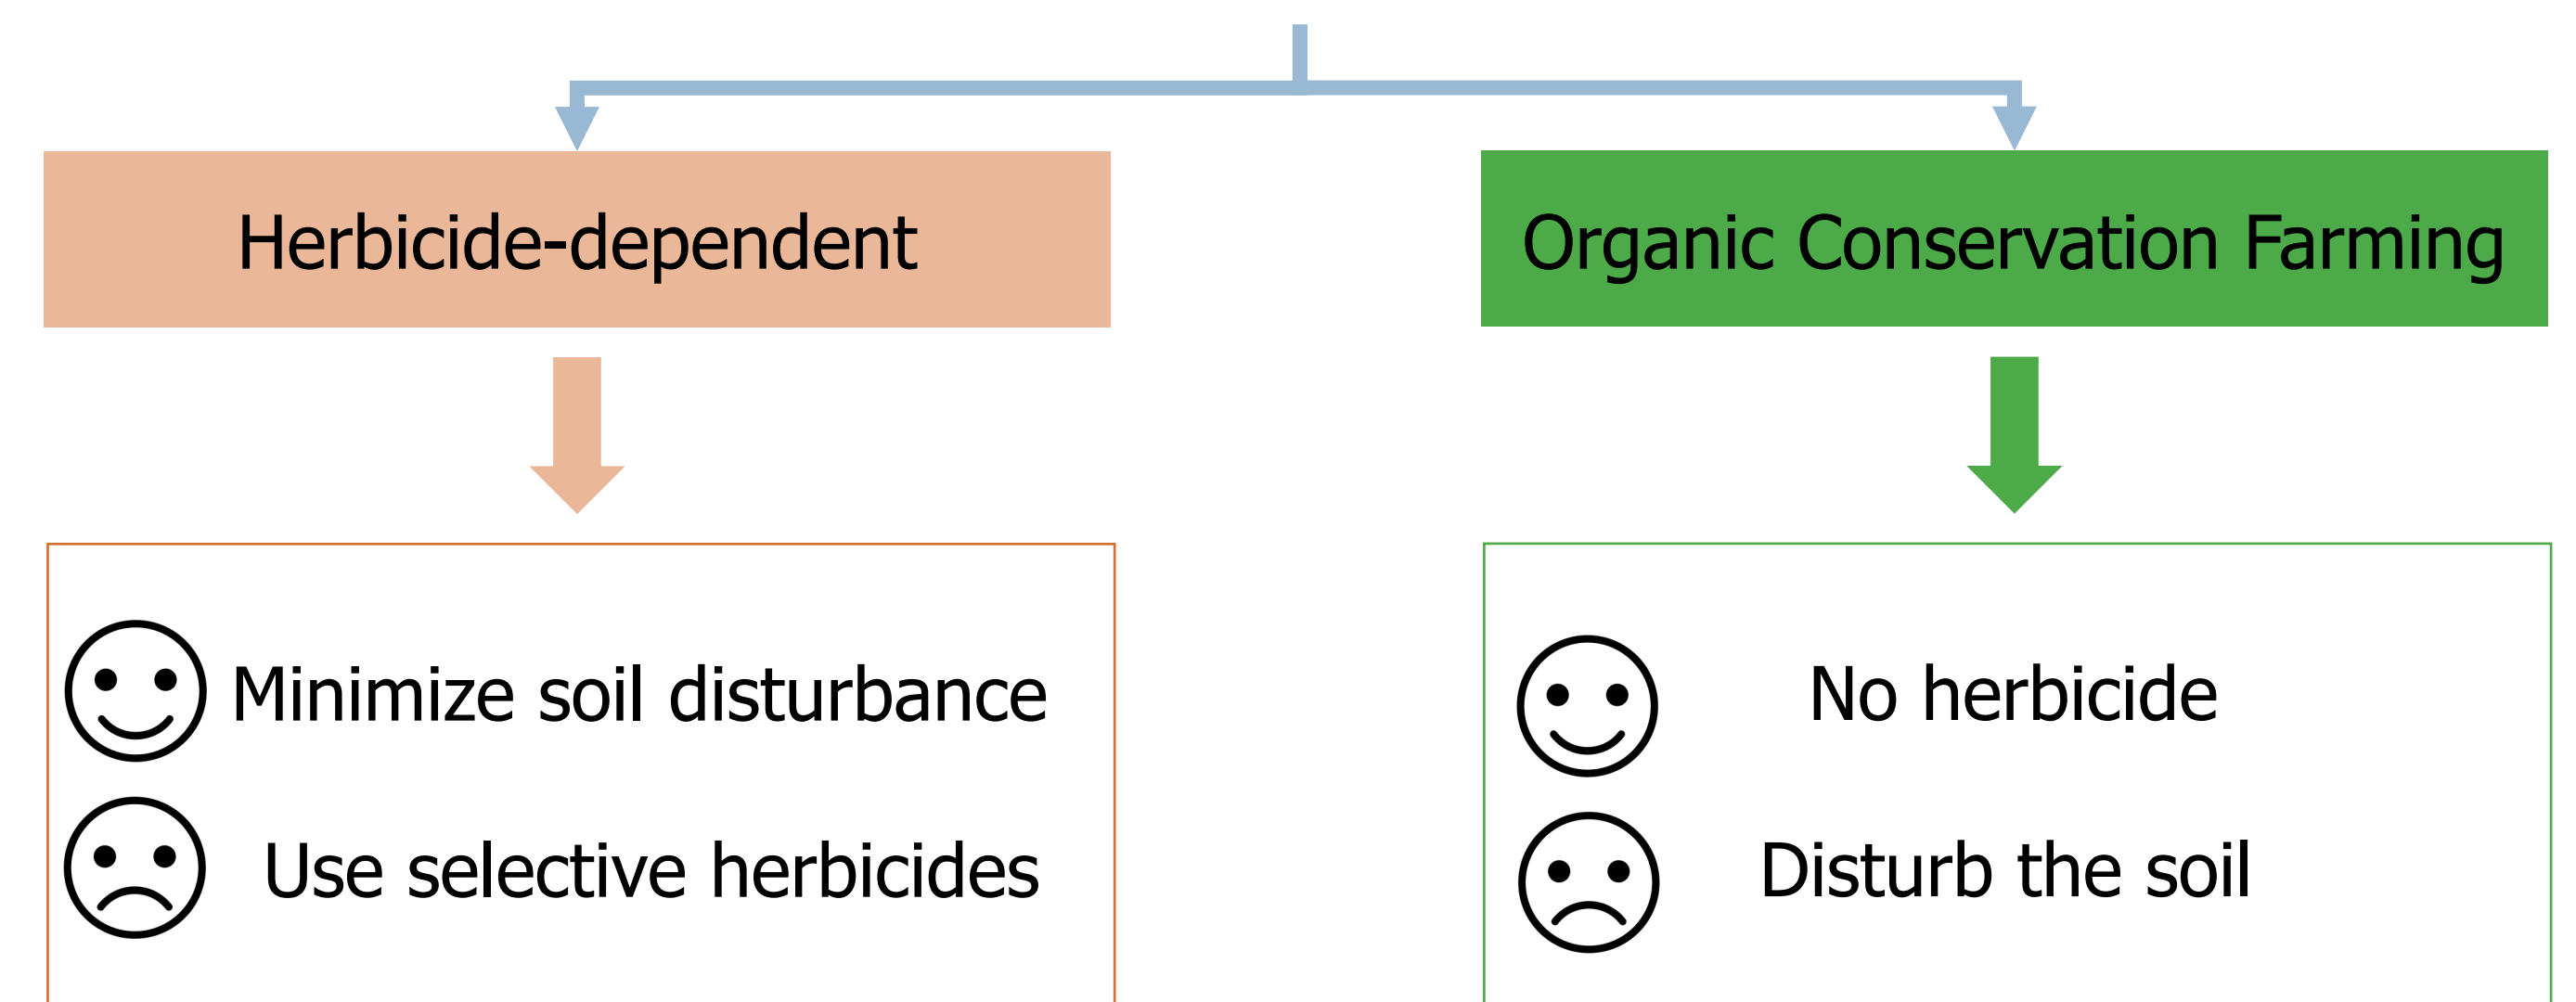 Herbicide-dependent
Organic Conservation Farming
Minimize soil disturbance
Use selective herbicides
No herbicide
Disturb the soil